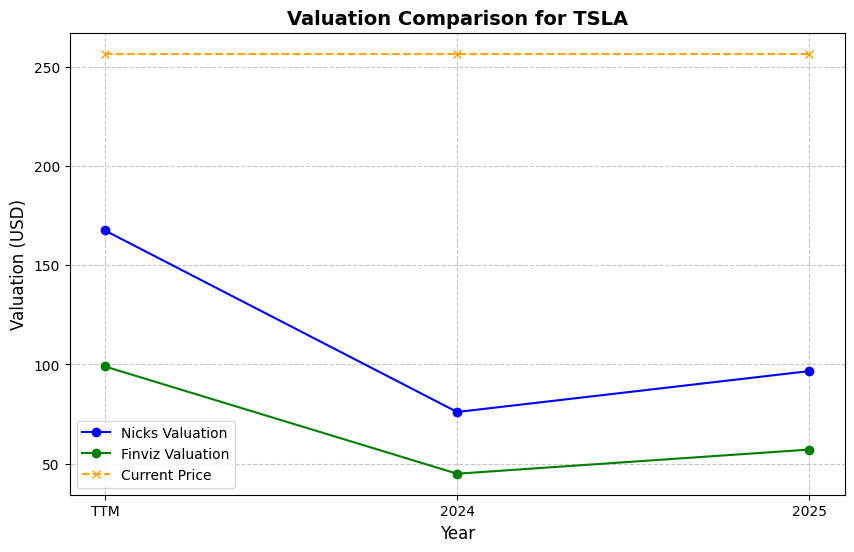 Valuation Comparison for TSLA
Valuation (USD)
250
200
150
100
50
Nicks Valuation
Finviz Valuation
Current Price
TTM 2024 2025
Year